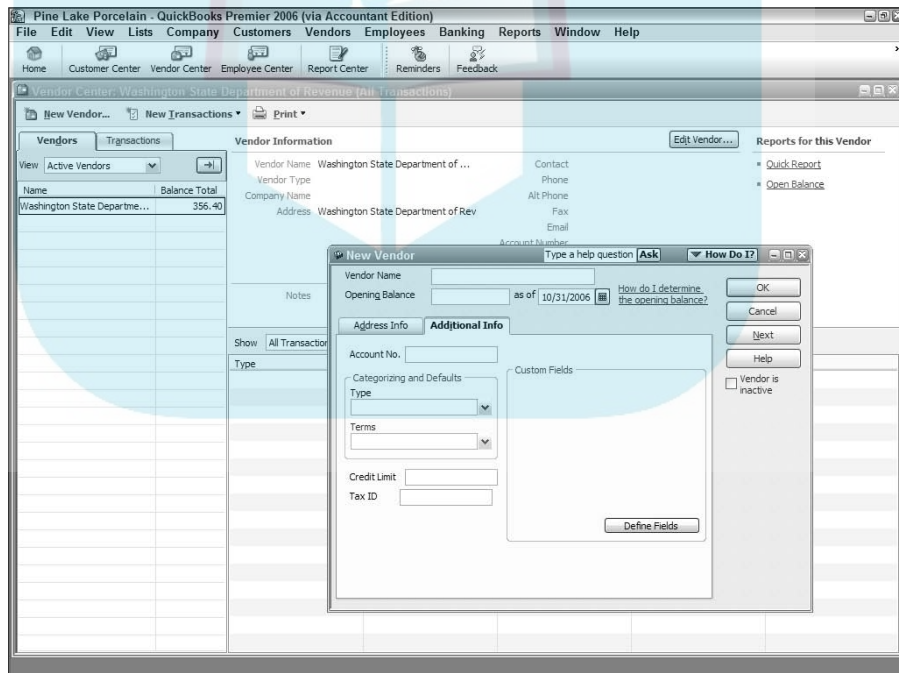 Pine Lake Porcelain - QuickBooks Premier 2006 (via Accountant Edition)
File Edit View Lists Company Customers Vendors Employees Banking Reports Window Help
Home Customer Center Vendor Center Employee Center Report Center Reminders Feedback
Vendor Center: Washington State Department of Revenue (All Transactions)
New Vendor... New Transactions Print
Vendors Transactions
Vendor Information
Edit Vendor...
Reports for this Vendor
View Active Vendors
Vendor Name Washington State Department of ...
Contact
Quick Report
Vendor Type
Phone
Open Balance
Name Balance Total
Company Name
Alt Phone
Washington State Departme... 356.40
Address Washington State Department of Rev
Fax
Email
Account Number
Notes
Show All Transaction
Type
New Vendor
Type a help question Ask How Do I?
Vendor Name
Opening Balance as of 10/31/2006 How do I determine
the opening balance?
OK
Cancel
Next
Help
Vendor is
inactive
Address Info Additional Info
Account No.
Categorizing and Defaults
Type
Terms
Custom Fields
Credit Limit
Tax ID
Define Fields